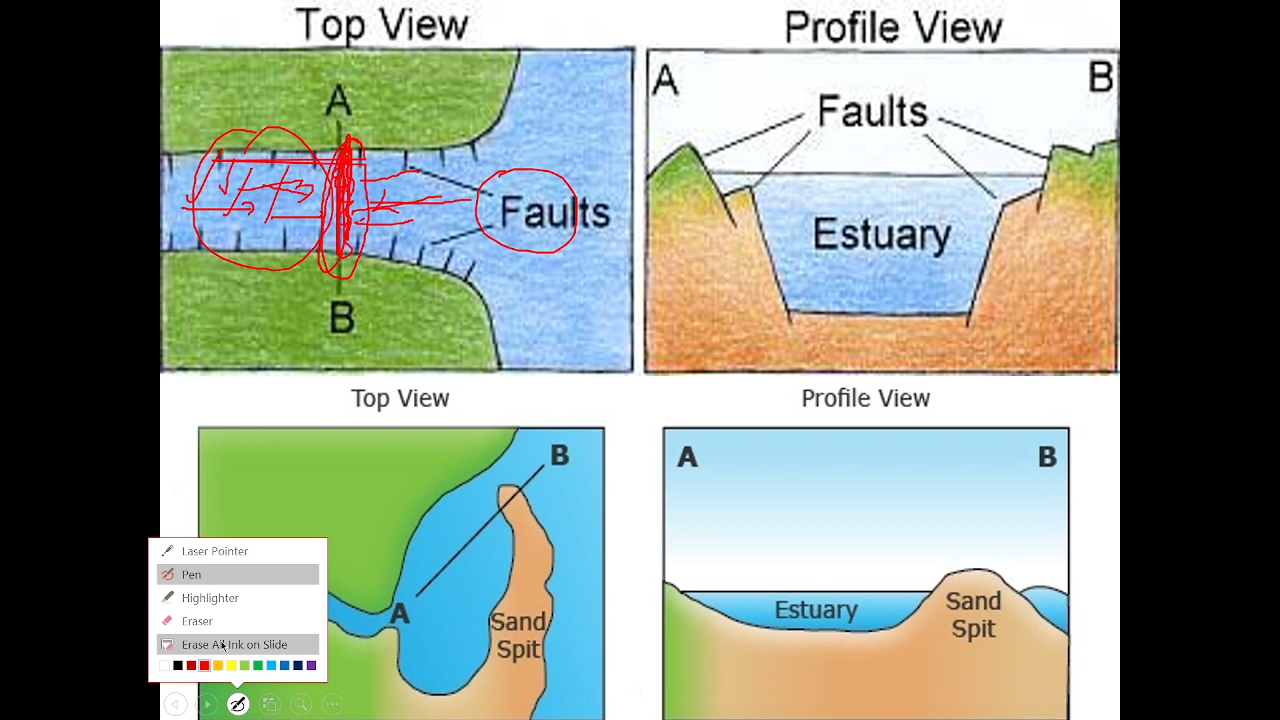 Top View
Profile View
A
Faults
B
A
B
Faults
Estuary
Top View
Profile View
B
A
Sand
Spit
A
B
Estuary
Sand
Spit
Laser Pointer
Pen
Highlighter
Eraser
Erase All Ink on Slide